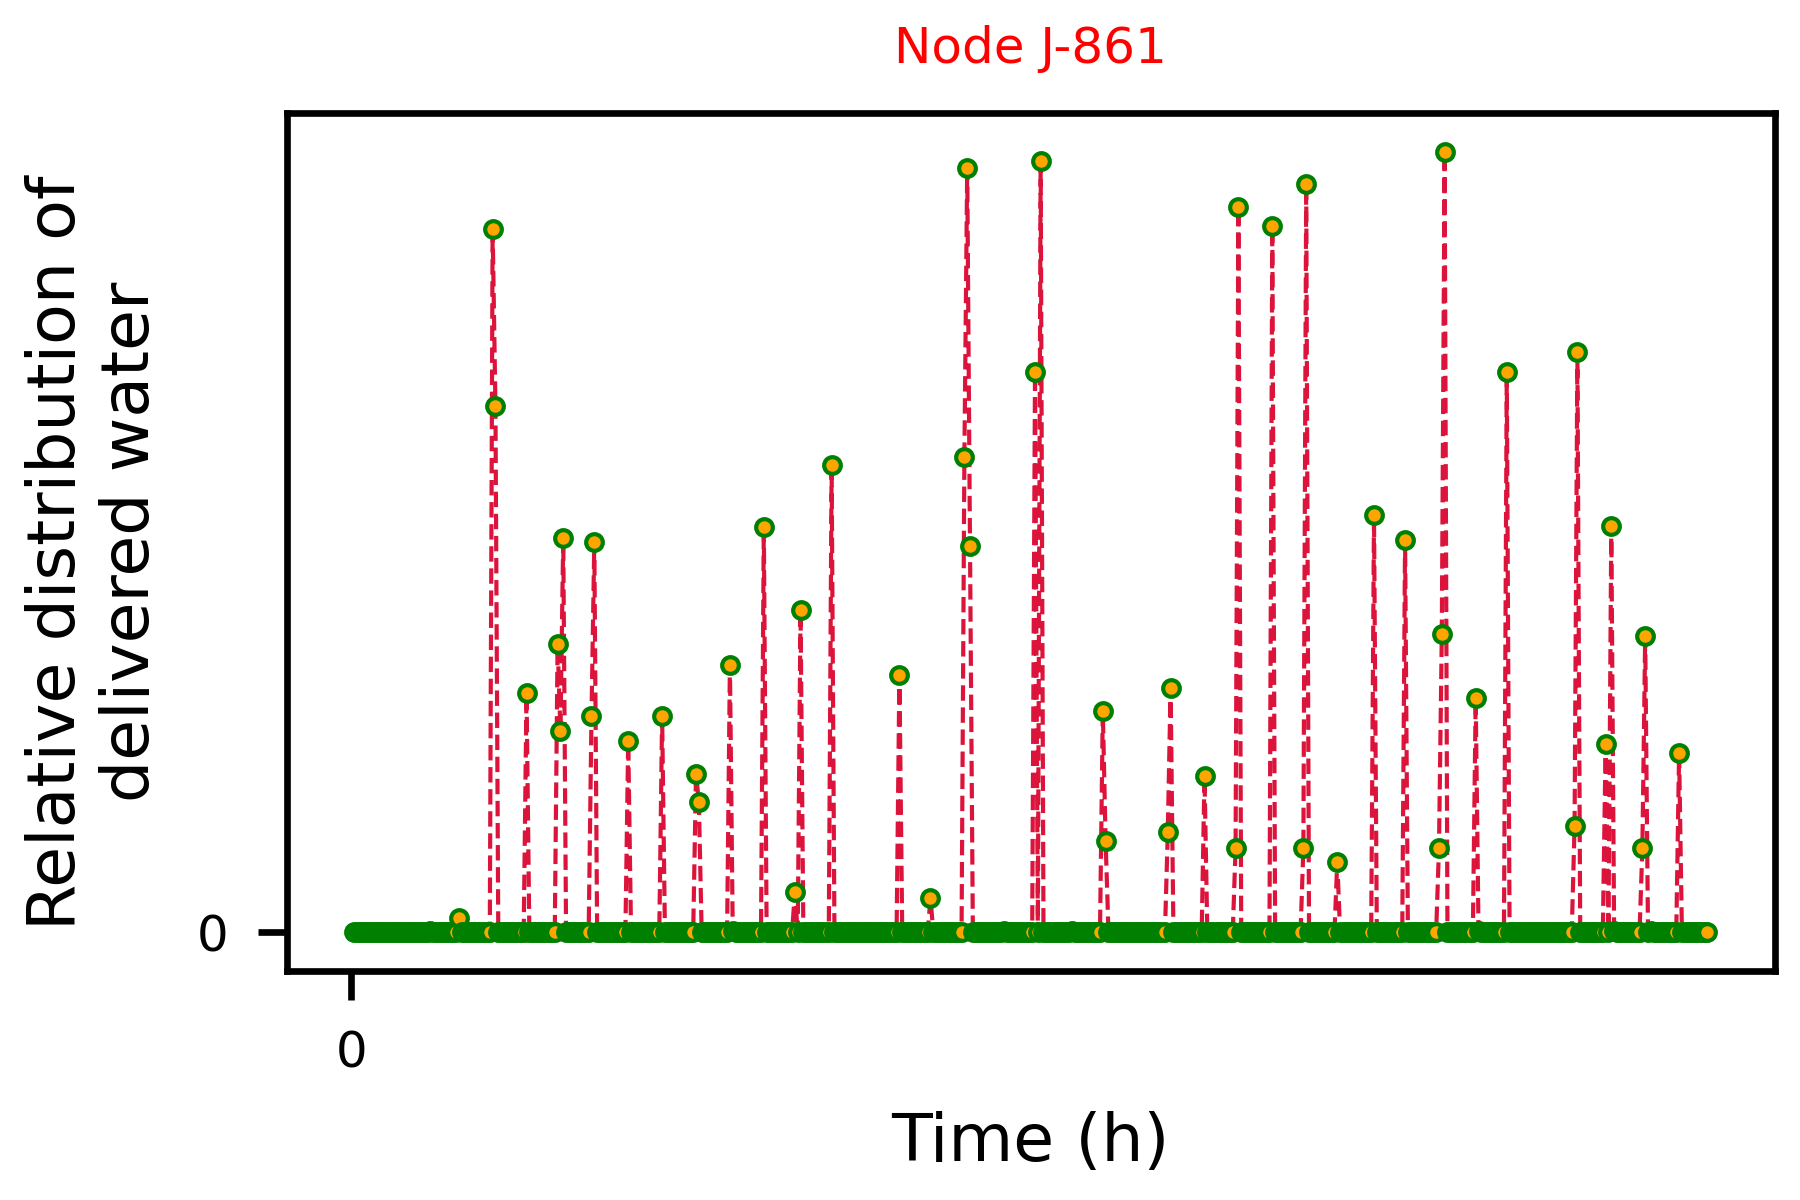 Node J-861
Relative distribution of
delivered water
0
0
Time (h)